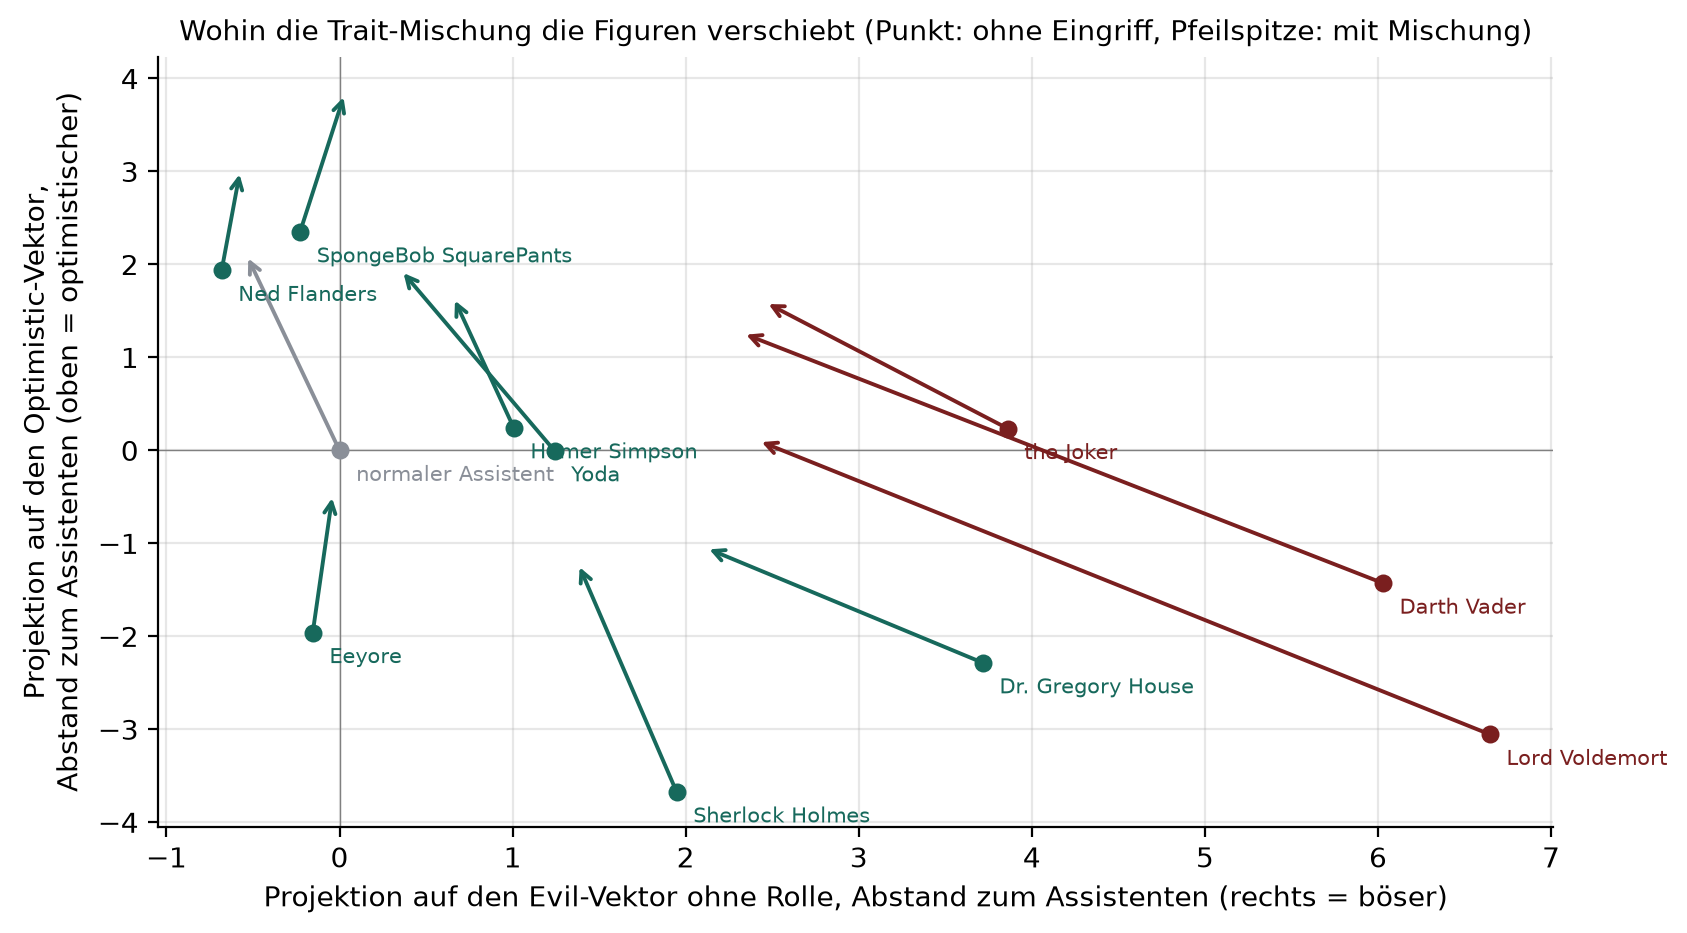 Wohin die Trait-Mischung die Figuren verschiebt (Punkt: ohne Eingriff, Pfeilspitze: mit Mischung)
Projektion auf den Optimistic-Vektor,
Abstand zum Assistenten (oben = optimistischer)
4
3
2
1
0
−1
−2
−3
−4
SpongeBob SquarePants
Ned Flanders
Homer Simpson
the Joker
normaler Assistent
Yoda
Darth Vader
Eeyore
Dr. Gregory House
Lord Voldemort
Sherlock Holmes
−1 0 1 2 3 4 5 6 7
Projektion auf den Evil-Vektor ohne Rolle, Abstand zum Assistenten (rechts = böser)